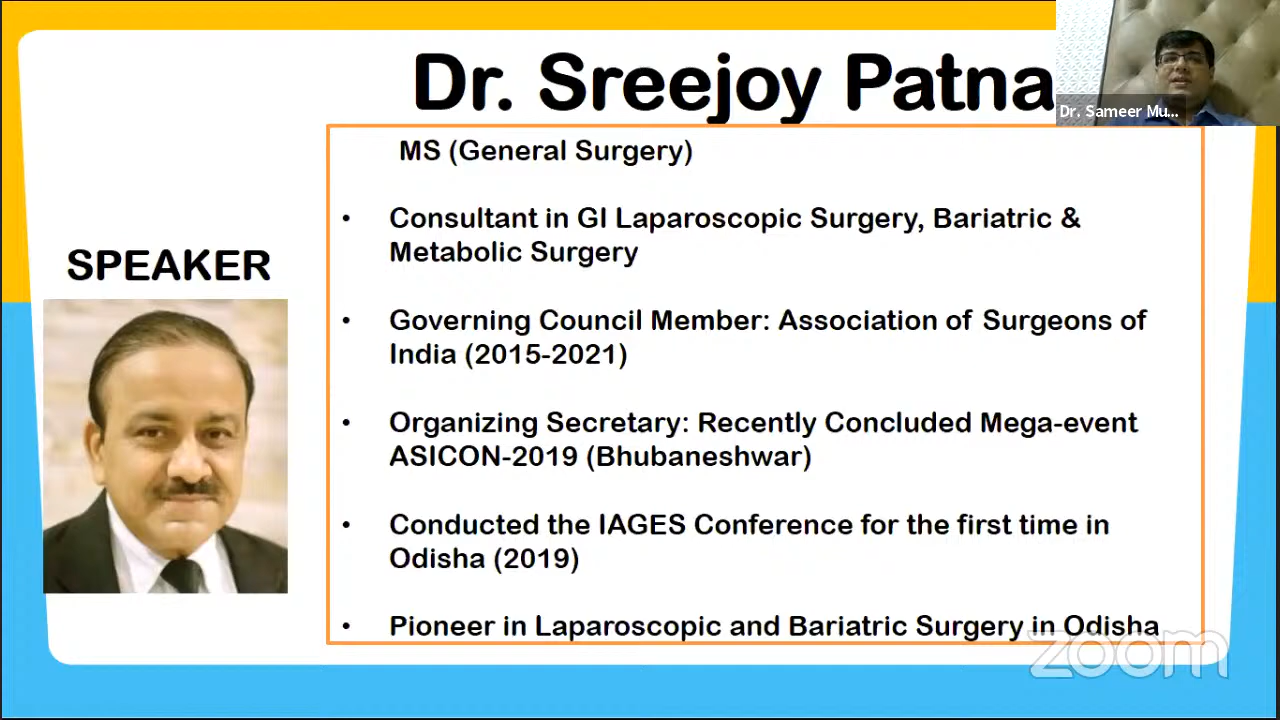 Dr. Sreejoy Patna
Dr. Sameer Mu...
MS (General Surgery)
SPEAKER
• Consultant in GI Laparoscopic Surgery, Bariatric &
Metabolic Surgery
• Governing Council Member: Association of Surgeons of
India (2015-2021)
• Organizing Secretary: Recently Concluded Mega-event
ASICON-2019 (Bhubaneshwar)
• Conducted the IAGES Conference for the first time in
Odisha (2019)
• Pioneer in Laparoscopic and Bariatric Surgery in Odisha
zoom